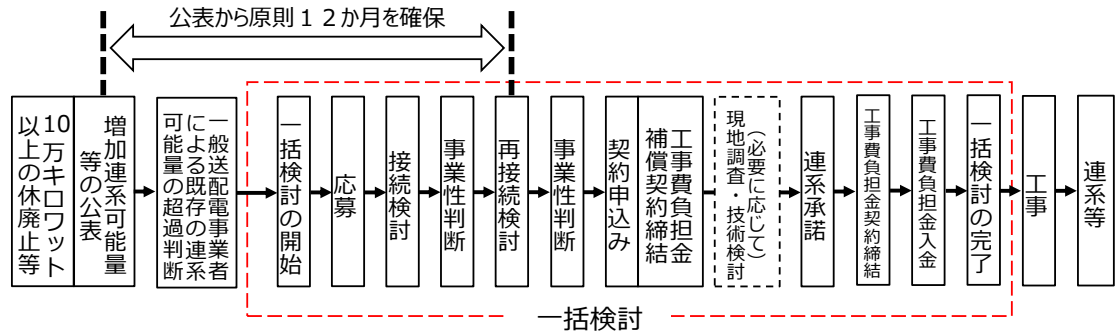 公表から原則１２か月を確保
10万キロワット
以上の休廃止等
増加連系可能量
等の公表
一般送配電事業者
による既存の連系
可能量の超過判断
一括検討の開始
応募
接続検討
事業性判断
再接続検討
事業性判断
契約申込み
工事費負担金
補償契約締結
（必要に応じて）
現地調査・技術検討
連系承諾
工事費負担金契約締結
工事費負担金入金
一括検討の完了
工事
連系等
一括検討